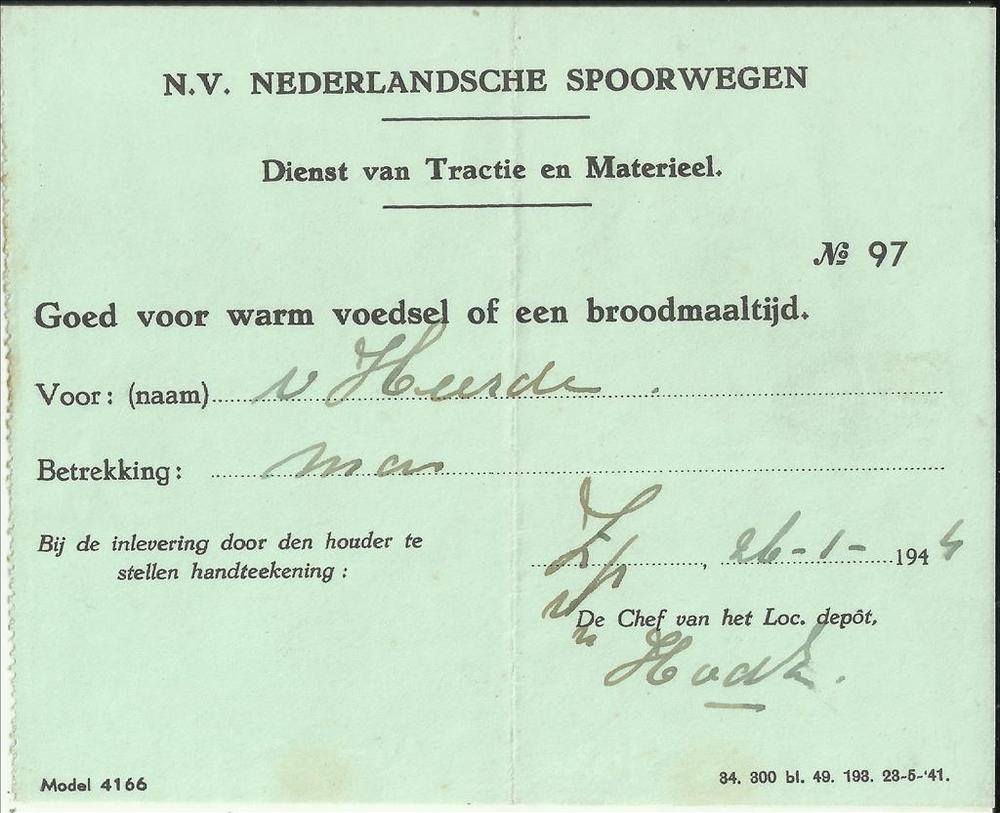 N.V. NEDERLANDSCHE SPOORWEGEN
Dienst van Tractie en Materieel.
№ 97
Goed voor warm voedsel of een broodmaaltijd.
Voor: (naam) v Heerde.
Betrekking: mcn
Bij de inlevering door den houder te
stellen handteekening:
Zp, 26-1-1944
De Chef van het Loc. depôt,
Model 4166
34. 300 bl. 49. 193. 23-5-'41.